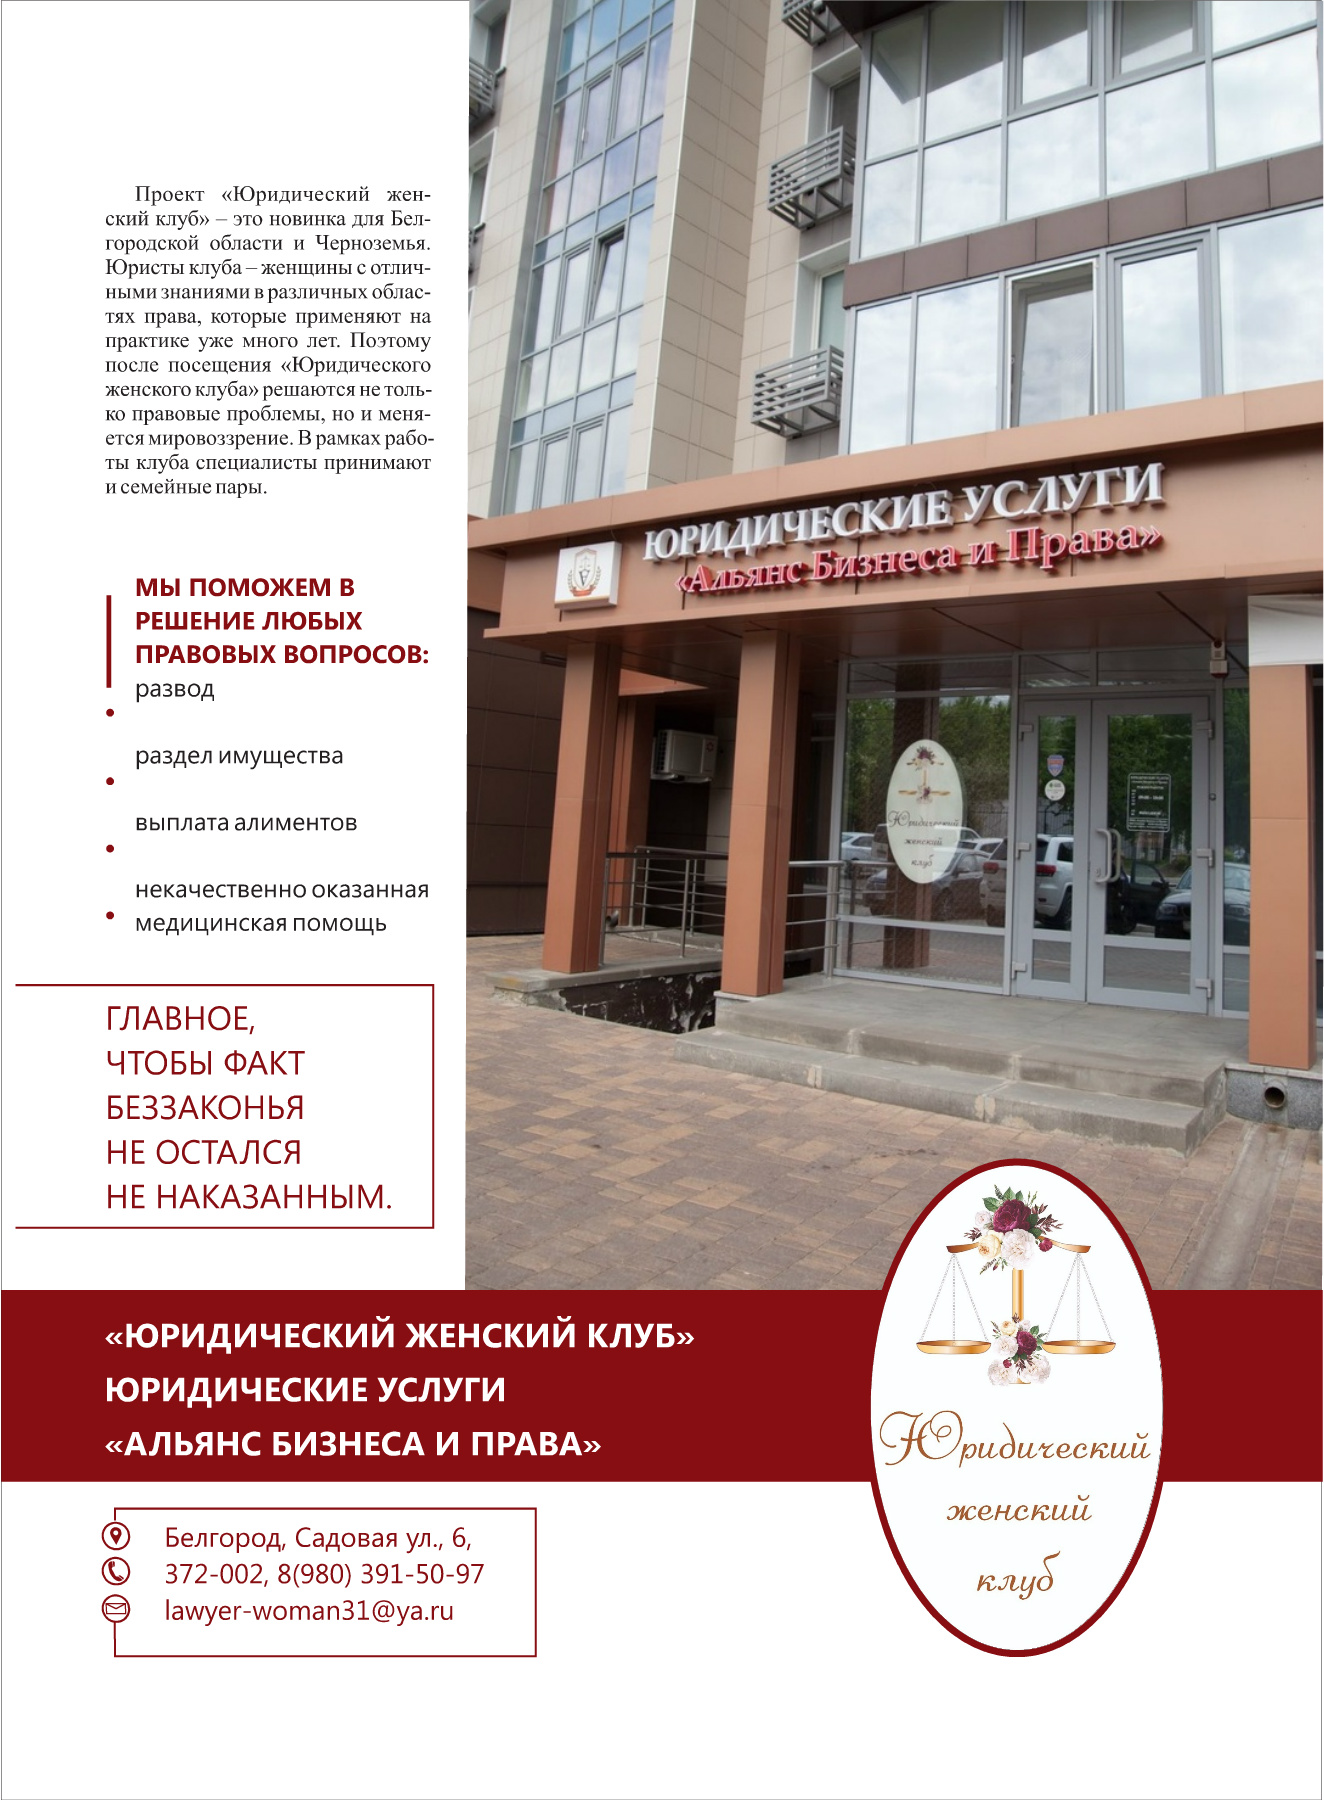 Проект «Юридический жен-
ский клуб» – это новинка для Бел-
городской области и Черноземья.
Юристы клуба – женщины с отлич-
ными знаниями в различных облас-
тях права, которые применяют на
практике уже много лет. Поэтому
после посещения «Юридического
женского клуба» решаются не толь-
ко правовые проблемы, но и меня-
ется мировоззрение. В рамках рабо-
ты клуба специалисты принимают
и семейные пары.
МЫ ПОМОЖЕМ В
РЕШЕНИЕ ЛЮБЫХ
ПРАВОВЫХ ВОПРОСОВ:
развод
раздел имущества
выплата алиментов
некачественно оказанная
медицинская помощь
ГЛАВНОЕ,
ЧТОБЫ ФАКТ
БЕЗЗАКОНЬЯ
НЕ ОСТАЛСЯ
НЕ НАКАЗАННЫМ.
ЮРИДИЧЕСКИЕ УСЛУГИ
«Альянс Бизнеса и Права»
Юридический
женский
клуб
«ЮРИДИЧЕСКИЙ ЖЕНСКИЙ КЛУБ»
ЮРИДИЧЕСКИЕ УСЛУГИ
«АЛЬЯНС БИЗНЕСА И ПРАВА»
Юридический
женский
клуб
Белгород, Садовая ул., 6,
372-002, 8(980) 391-50-97
lawyer-woman31@ya.ru